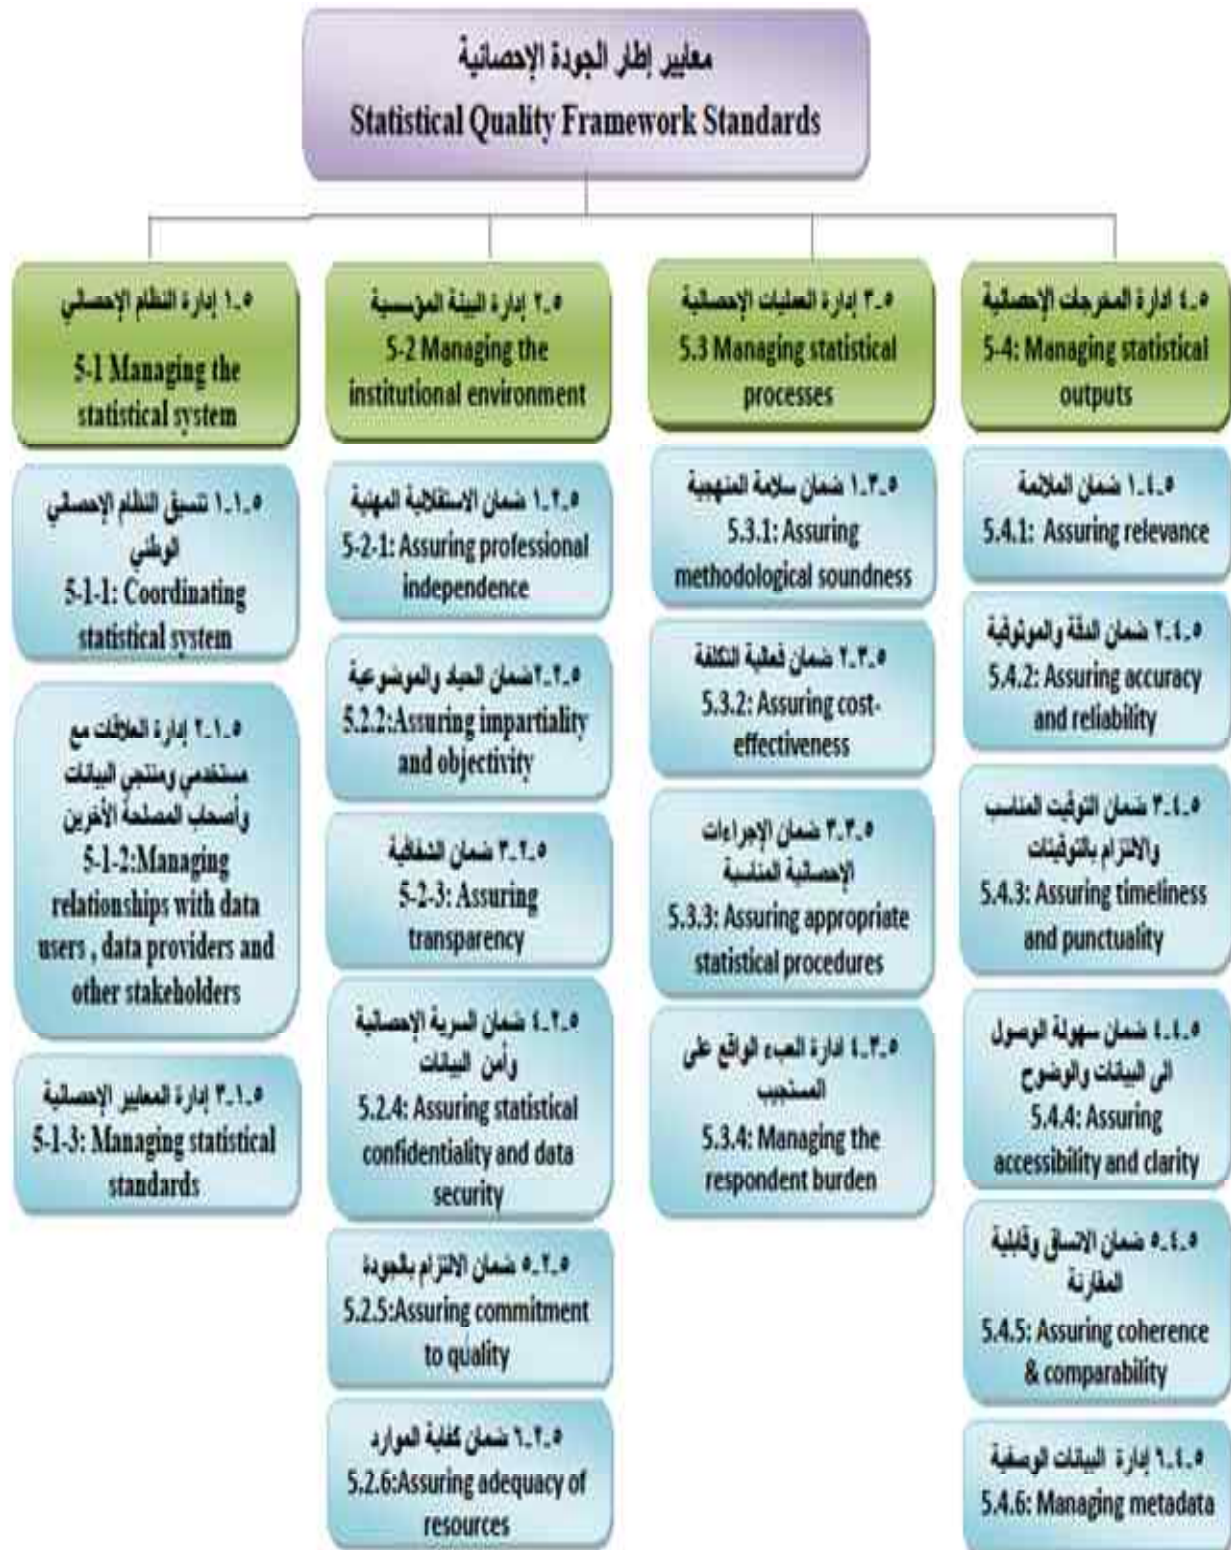 معايير إطار الجودة الإحصائية
Statistical Quality Framework Standards
٥-١ إدارة النظام الإحصائي
5-1 Managing the
statistical system
٥-١-١ تنسيق النظام الإحصائي
الوطني
5-1-1: Coordinating
statistical system
٥-١-٢ إدارة العلاقات مع
مستخدمي ومنتجي البيانات
وأصحاب المصلحة الأخرين
5-1-2:Managing
relationships with data
users , data providers and
other stakeholders
٥-١-٣ إدارة المعايير الإحصائية
5-1-3: Managing statistical
standards
٥-٢ إدارة البيئة المؤسسية
5-2 Managing the
institutional environment
٥-٢-١ ضمان الاستقلالية المهنية
5-2-1: Assuring professional
independence
٥-٢-٢ضمان الحياد والموضوعية
5.2.2:Assuring impartiality
and objectivity
٥-٢-٣ ضمان الشفافية
5-2-3: Assuring
transparency
٥-٢-٤ ضمان السرية الإحصائية
وأمن البيانات
5.2.4: Assuring statistical
confidentiality and data
security
٥-٢-٥ ضمان الالتزام بالجودة
5.2.5:Assuring commitment
to quality
٥-٢-٦ ضمان كفاية الموارد
5.2.6:Assuring adequacy of
resources
٥-٣ إدارة العمليات الإحصائية
5.3 Managing statistical
processes
٥-٣-١ ضمان سلامة المنهجية
5.3.1: Assuring
methodological soundness
٥-٣-٢ ضمان فعالية التكلفة
5.3.2: Assuring cost-
effectiveness
٥-٣-٣ ضمان الإجراءات
الإحصائية المناسبة
5.3.3: Assuring appropriate
statistical procedures
٥-٣-٤ ادارة العبء الواقع على
المستجيب
5.3.4: Managing the
respondent burden
٥-٤ ادارة المخرجات الإحصائية
5-4: Managing statistical
outputs
٥-٤-١ ضمان الملائمة
5.4.1: Assuring relevance
٥-٤-٢ ضمان الدقة والموثوقية
5.4.2: Assuring accuracy
and reliability
٥-٤-٣ ضمان التوقيت المناسب
والالتزام بالتوقيتات
5.4.3: Assuring timeliness
and punctuality
٥-٤-٤ ضمان سهولة الوصول
الى البيانات والوضوح
5.4.4: Assuring
accessibility and clarity
٥-٤-٥ ضمان الاتساق وقابلية
المقارنة
5.4.5: Assuring coherence
& comparability
٥-٤-٦ إدارة البيانات الوصفية
5.4.6: Managing metadata